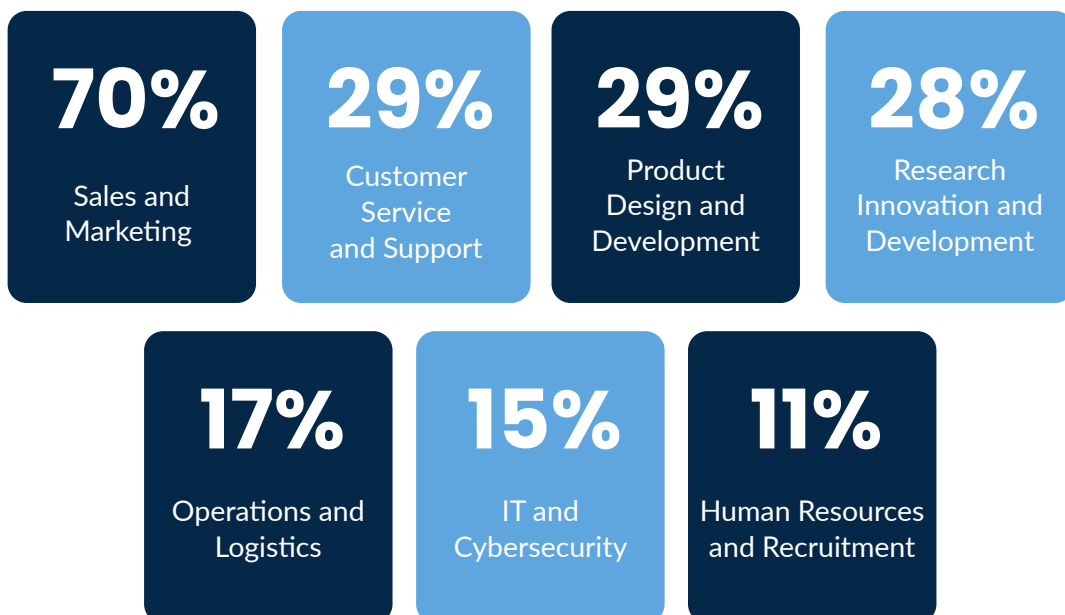 70%
Sales and
Marketing
29%
Customer
Service
and Support
29%
Product
Design and
Development
28%
Research
Innovation and
Development
17%
Operations and
Logistics
15%
IT and
Cybersecurity
11%
Human Resources
and Recruitment